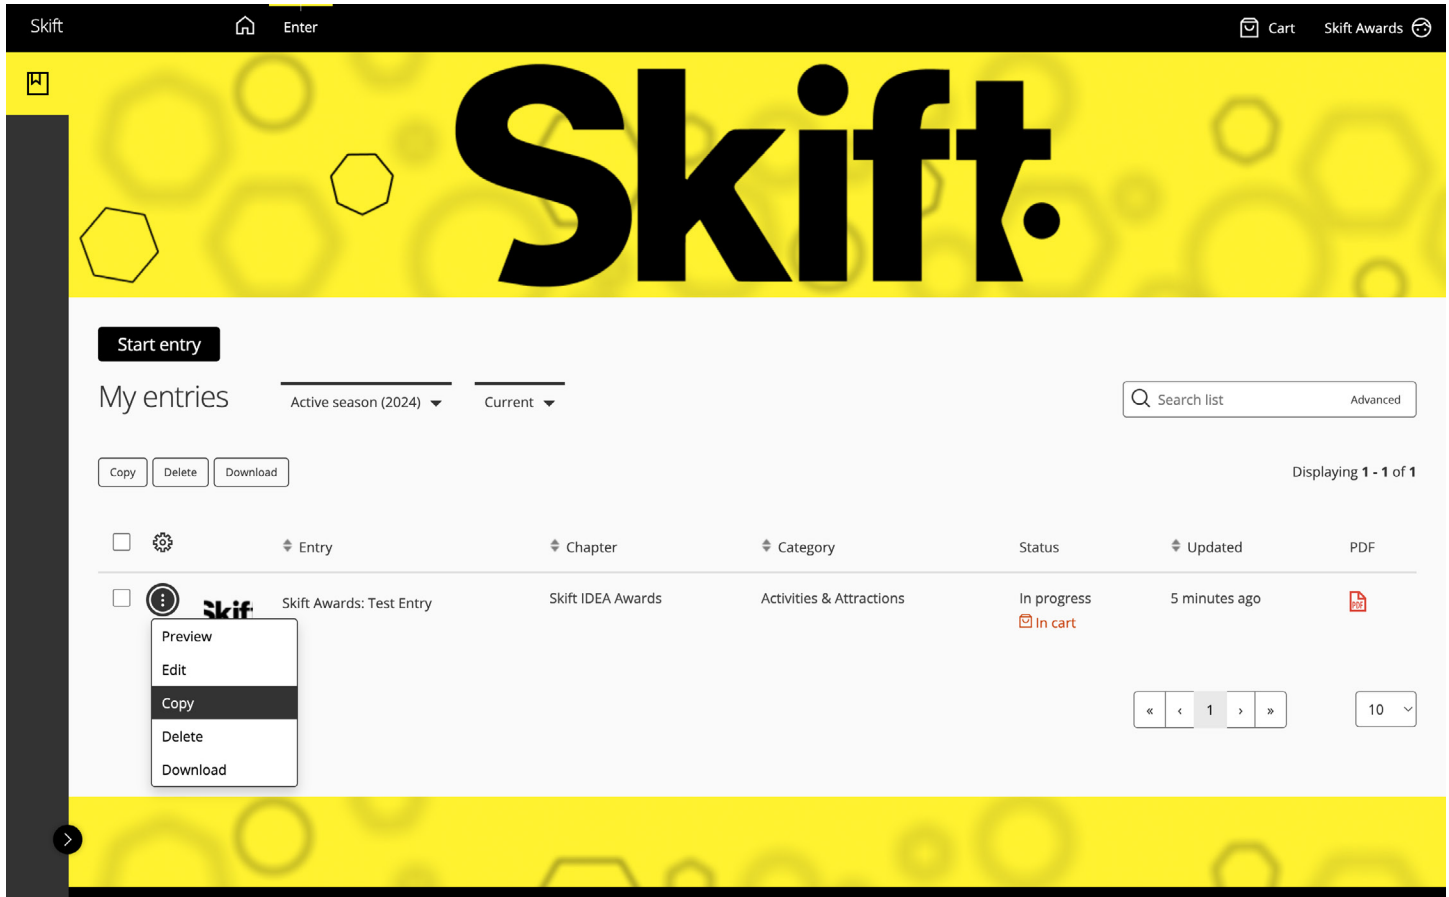 Skift
Enter
Cart
Skift Awards
Skift.
Start entry
My entries
Active season (2024)
Current
Search list
Advanced
Copy
Delete
Download
Displaying 1 - 1 of 1
Entry
Chapter
Category
Status
Updated
PDF
Skif
Skift Awards: Test Entry
Skift IDEA Awards
Activities & Attractions
In progress
In cart
5 minutes ago
PDF
Preview
Edit
Copy
Delete
Download
« ‹ 1 › »
10